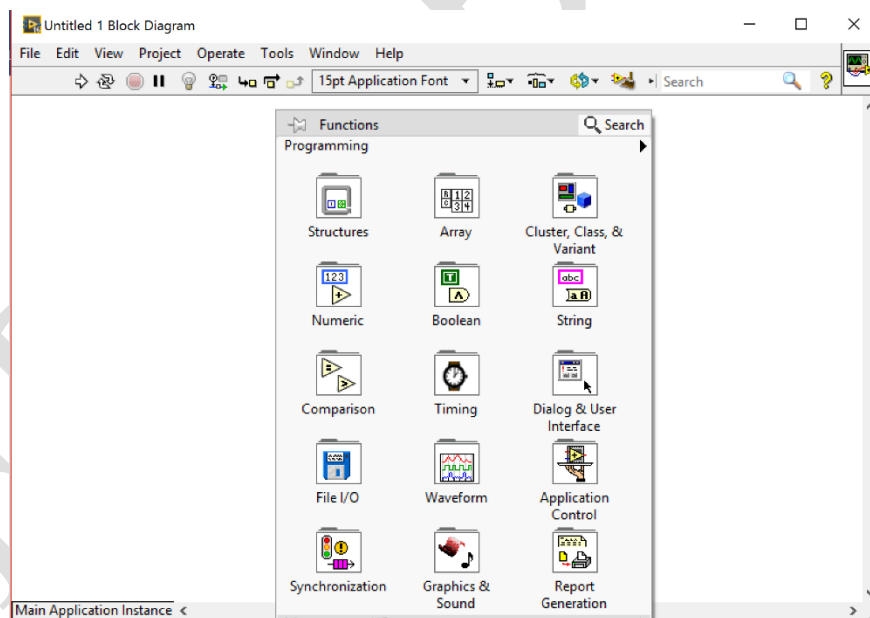 Untitled 1 Block Diagram
File Edit View Project Operate Tools Window Help
15pt Application Font Search
Functions Search
Programming
Structures Array Cluster, Class, &
Variant
Numeric Boolean String
Comparison Timing Dialog & User
Interface
File I/O Waveform Application
Control
Synchronization Graphics &
Sound Report
Generation
Main Application Instance